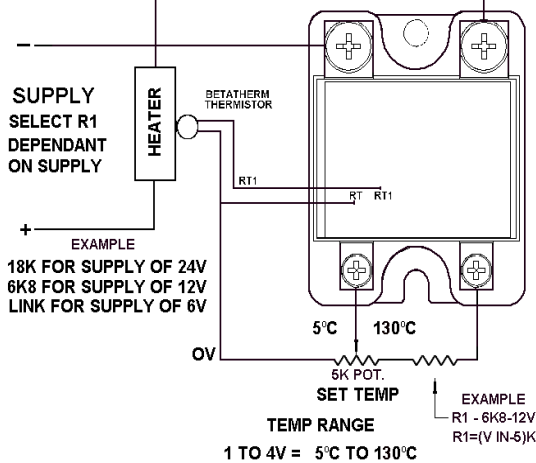 −
SUPPLY
SELECT R1
DEPENDANT
ON SUPPLY
HEATER
BETATHERM
THERMISTOR
RT1
RT RT1
+
EXAMPLE
18K FOR SUPPLY OF 24V
6K8 FOR SUPPLY OF 12V
LINK FOR SUPPLY OF 6V
5°C 130°C
OV
5K POT.
SET TEMP
EXAMPLE
R1 - 6K8-12V
R1=(V IN-5)K
TEMP RANGE
1 TO 4V = 5°C TO 130°C